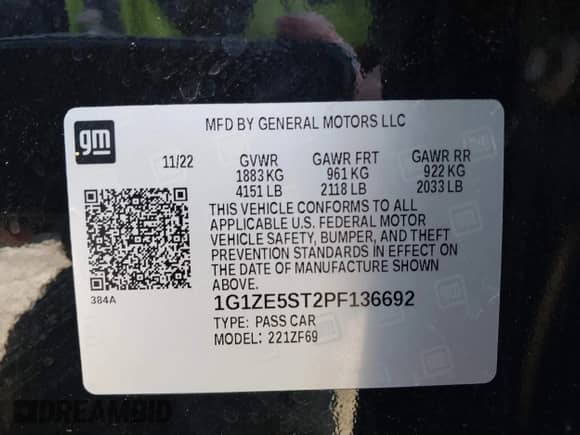 gm
MFD BY GENERAL MOTORS LLC
11/22 GVWR GAWR FRT GAWR RR
1883 KG 961 KG 922 KG
4151 LB 2118 LB 2033 LB
THIS VEHICLE CONFORMS TO ALL
APPLICABLE U.S. FEDERAL MOTOR
VEHICLE SAFETY, BUMPER, AND THEFT
PREVENTION STANDARDS IN EFFECT ON
THE DATE OF MANUFACTURE SHOWN
ABOVE.
384A
1G1ZE5ST2PF136692
TYPE: PASS CAR
MODEL: 221ZF69
DREAMBID